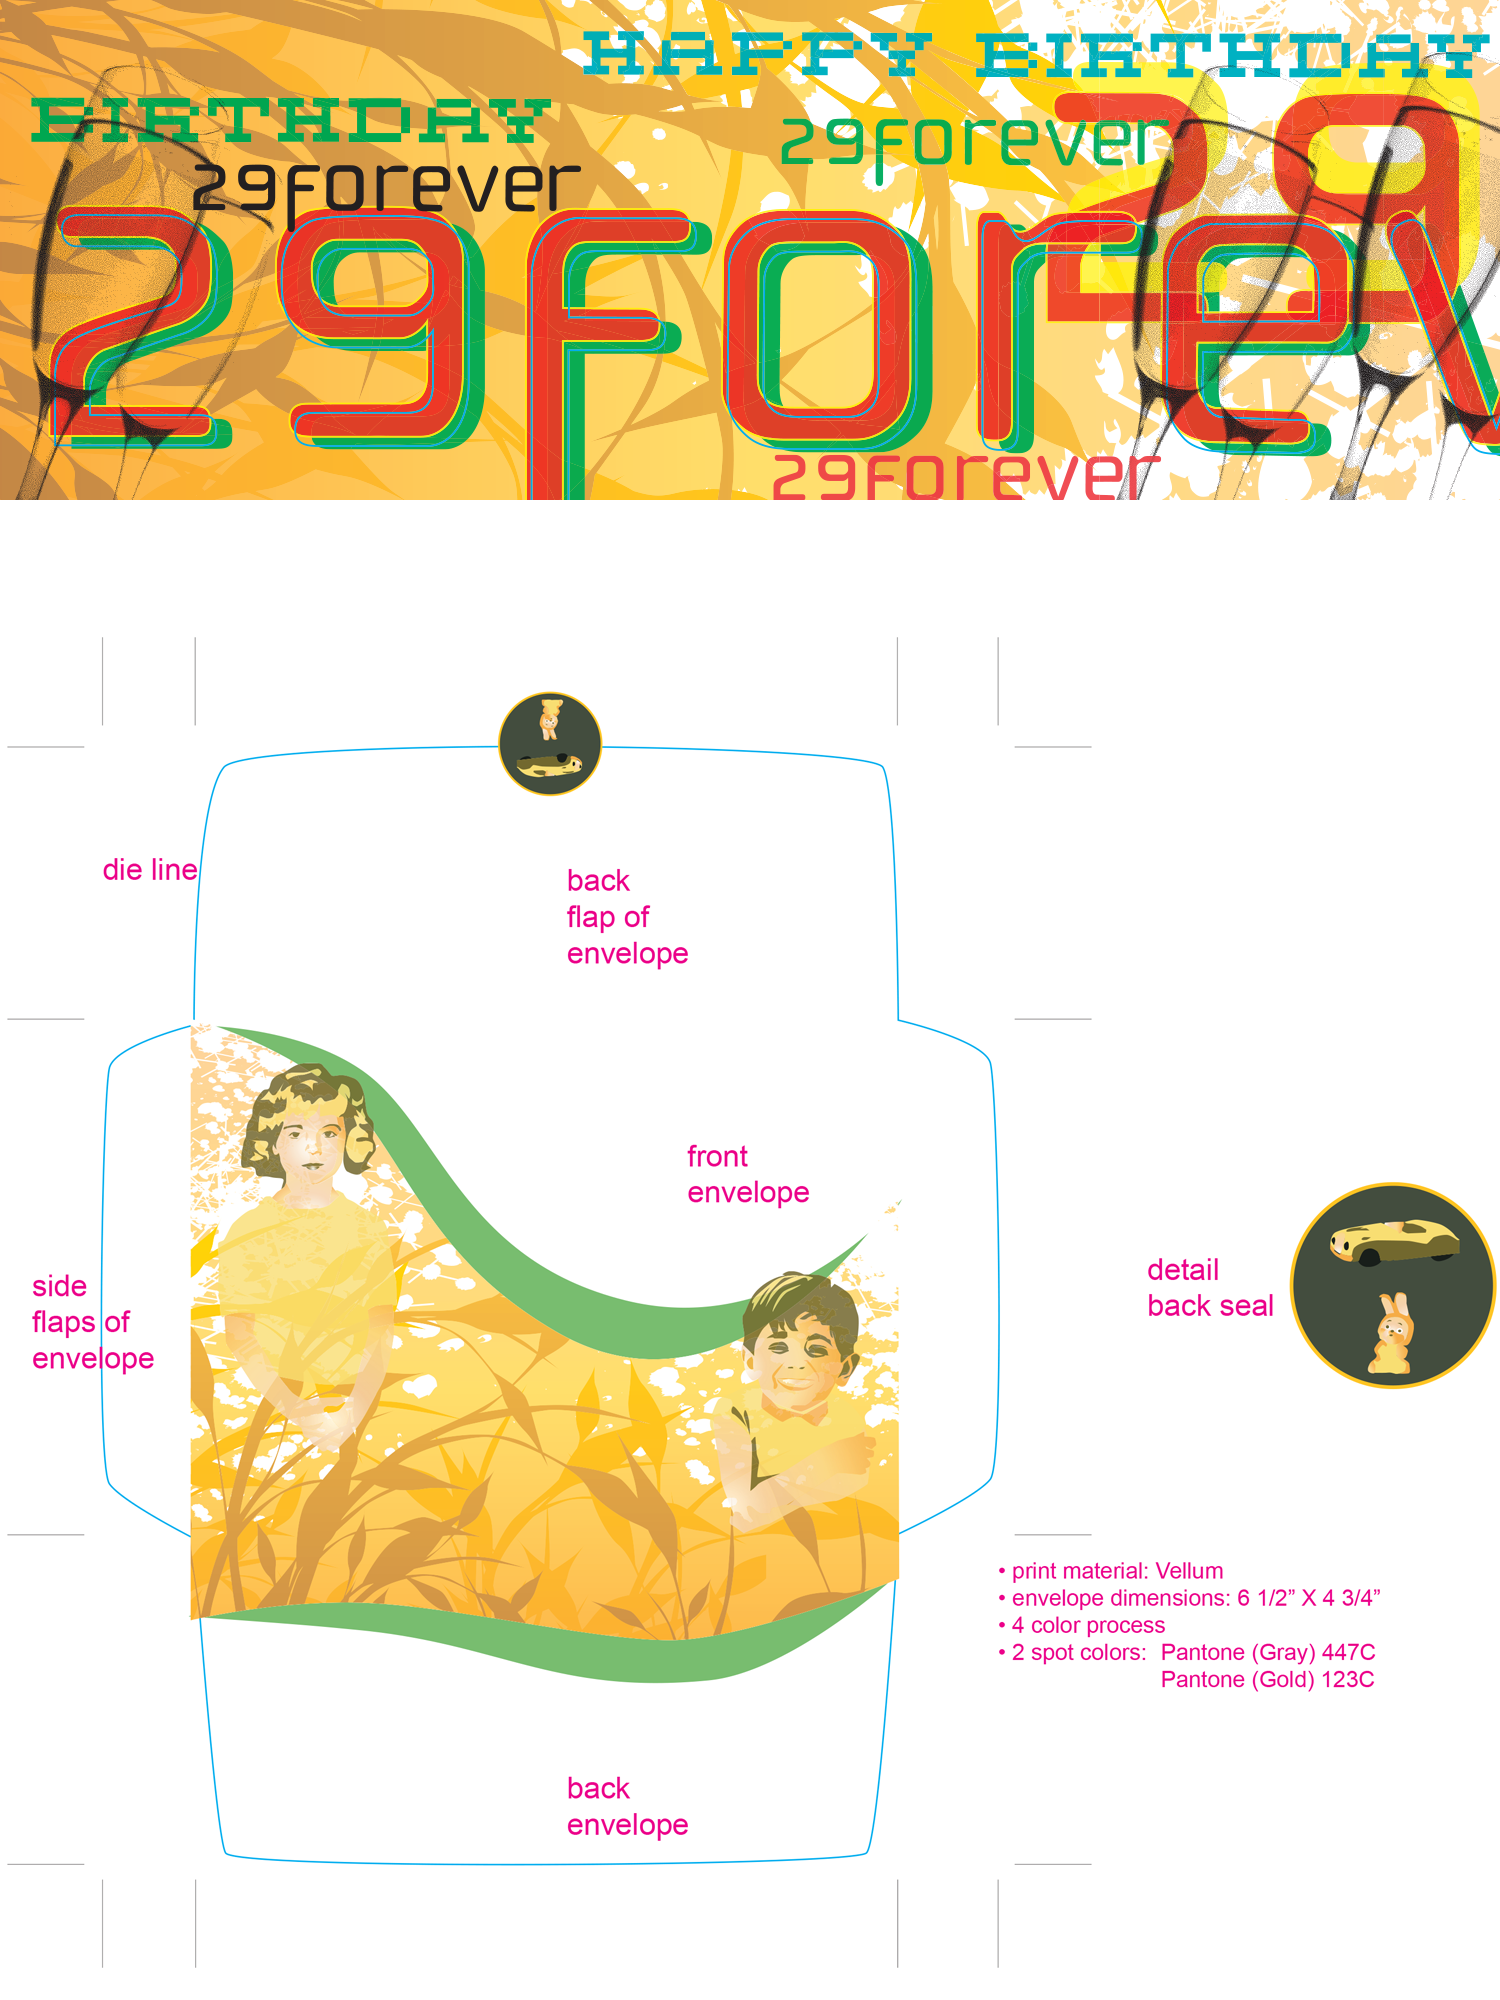 HAPPY BIRTHDAY
BIRTHDAY
29forever
29forever
29
29forev
29forever
die line
back
flap of
envelope
front
envelope
side
flaps of
envelope
detail
back seal
• print material: Vellum
• envelope dimensions: 6 1/2” X 4 3/4”
• 4 color process
• 2 spot colors: Pantone (Gray) 447C
Pantone (Gold) 123C
back
envelope